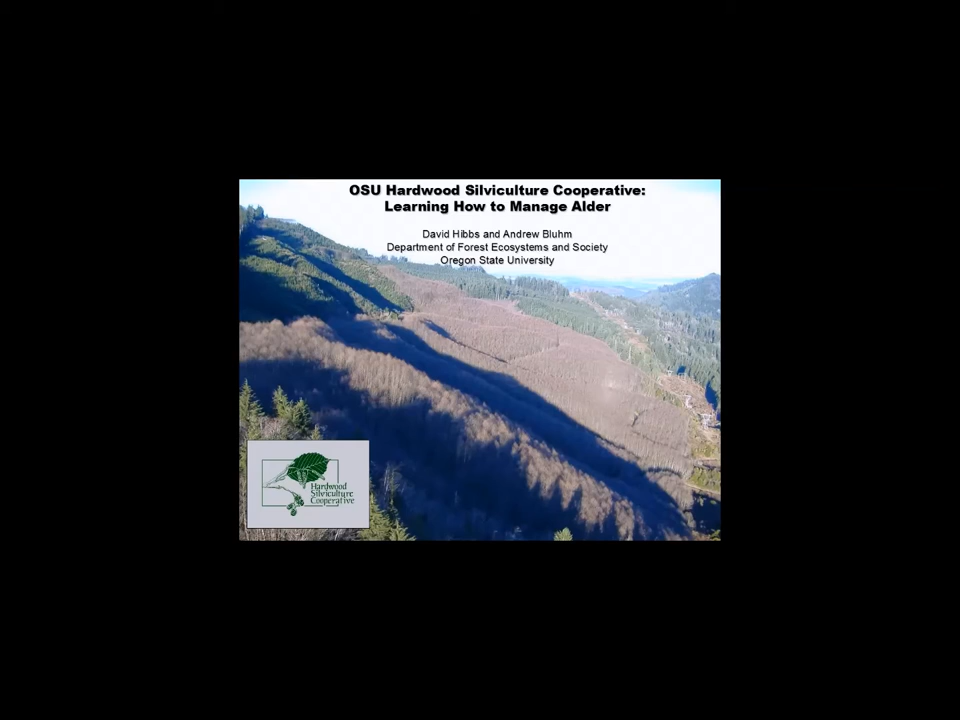 OSU Hardwood Silviculture Cooperative:
Learning How to Manage Alder
David Hibbs and Andrew Bluhm
Department of Forest Ecosystems and Society
Oregon State University
Hardwood
Silviculture
Cooperative